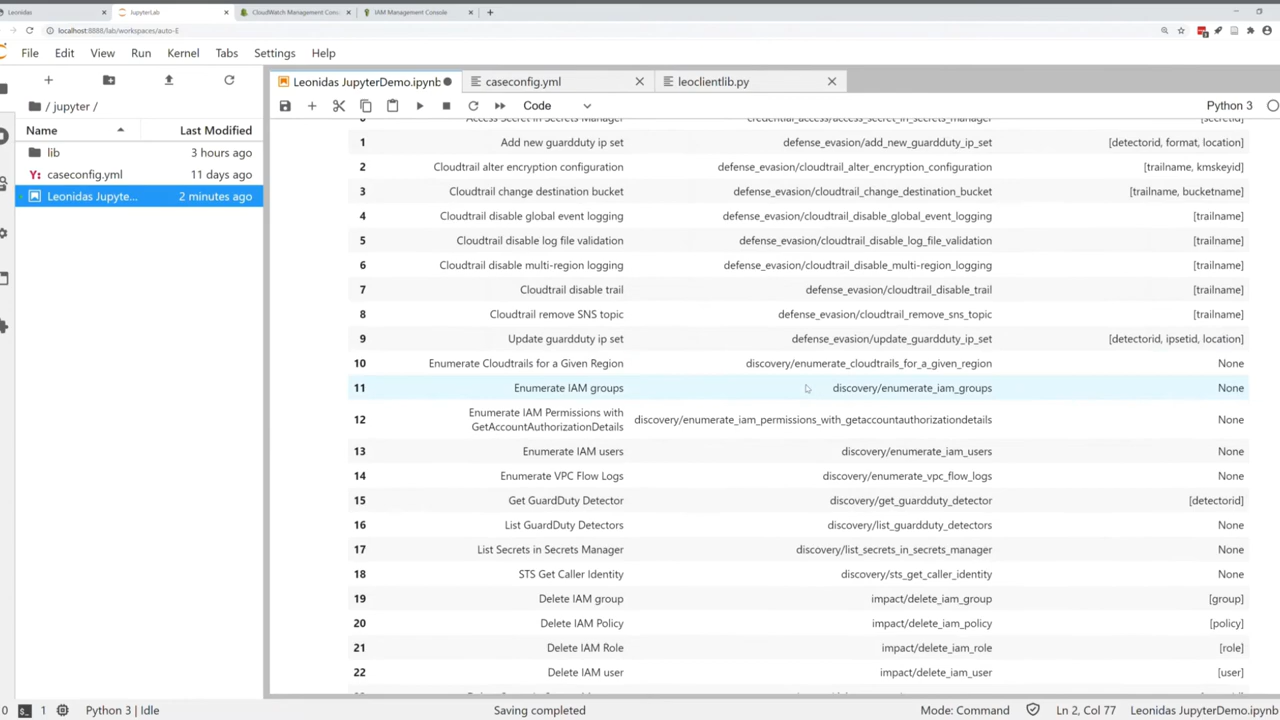 Leonidas
JupyterLab
CloudWatch Management Cons
IAM Management Console
localhost:8888/lab/workspaces/auto-E
File Edit View Run Kernel Tabs Settings Help
Leonidas JupyterDemo.ipynb
caseconfig.yml
leoclientlib.py
/ jupyter /
Code
Python 3
Name Last Modified
lib 3 hours ago
Y: caseconfig.yml 11 days ago
Leonidas Jupyte... 2 minutes ago
0 Access Secret in Secrets Manager credential_access/access_secret_in_secrets_manager [secretid]
1 Add new guardduty ip set defense_evasion/add_new_guardduty_ip_set [detectorid, format, location]
2 Cloudtrail alter encryption configuration defense_evasion/cloudtrail_alter_encryption_configuration [trailname, kmskeyid]
3 Cloudtrail change destination bucket defense_evasion/cloudtrail_change_destination_bucket [trailname, bucketname]
4 Cloudtrail disable global event logging defense_evasion/cloudtrail_disable_global_event_logging [trailname]
5 Cloudtrail disable log file validation defense_evasion/cloudtrail_disable_log_file_validation [trailname]
6 Cloudtrail disable multi-region logging defense_evasion/cloudtrail_disable_multi-region_logging [trailname]
7 Cloudtrail disable trail defense_evasion/cloudtrail_disable_trail [trailname]
8 Cloudtrail remove SNS topic defense_evasion/cloudtrail_remove_sns_topic [trailname]
9 Update guardduty ip set defense_evasion/update_guardduty_ip_set [detectorid, ipsetid, location]
10 Enumerate Cloudtrails for a Given Region discovery/enumerate_cloudtrails_for_a_given_region None
11 Enumerate IAM groups discovery/enumerate_iam_groups None
12 Enumerate IAM Permissions with
GetAccountAuthorizationDetails discovery/enumerate_iam_permissions_with_getaccountauthorizationdetails None
13 Enumerate IAM users discovery/enumerate_iam_users None
14 Enumerate VPC Flow Logs discovery/enumerate_vpc_flow_logs None
15 Get GuardDuty Detector discovery/get_guardduty_detector [detectorid]
16 List GuardDuty Detectors discovery/list_guardduty_detectors None
17 List Secrets in Secrets Manager discovery/list_secrets_in_secrets_manager None
18 STS Get Caller Identity discovery/sts_get_caller_identity None
19 Delete IAM group impact/delete_iam_group [group]
20 Delete IAM Policy impact/delete_iam_policy [policy]
21 Delete IAM Role impact/delete_iam_role [role]
22 Delete IAM user impact/delete_iam_user [user]
0 1 Python 3 | Idle Saving completed Mode: Command Ln 2, Col 77 Leonidas JupyterDemo.ipynb